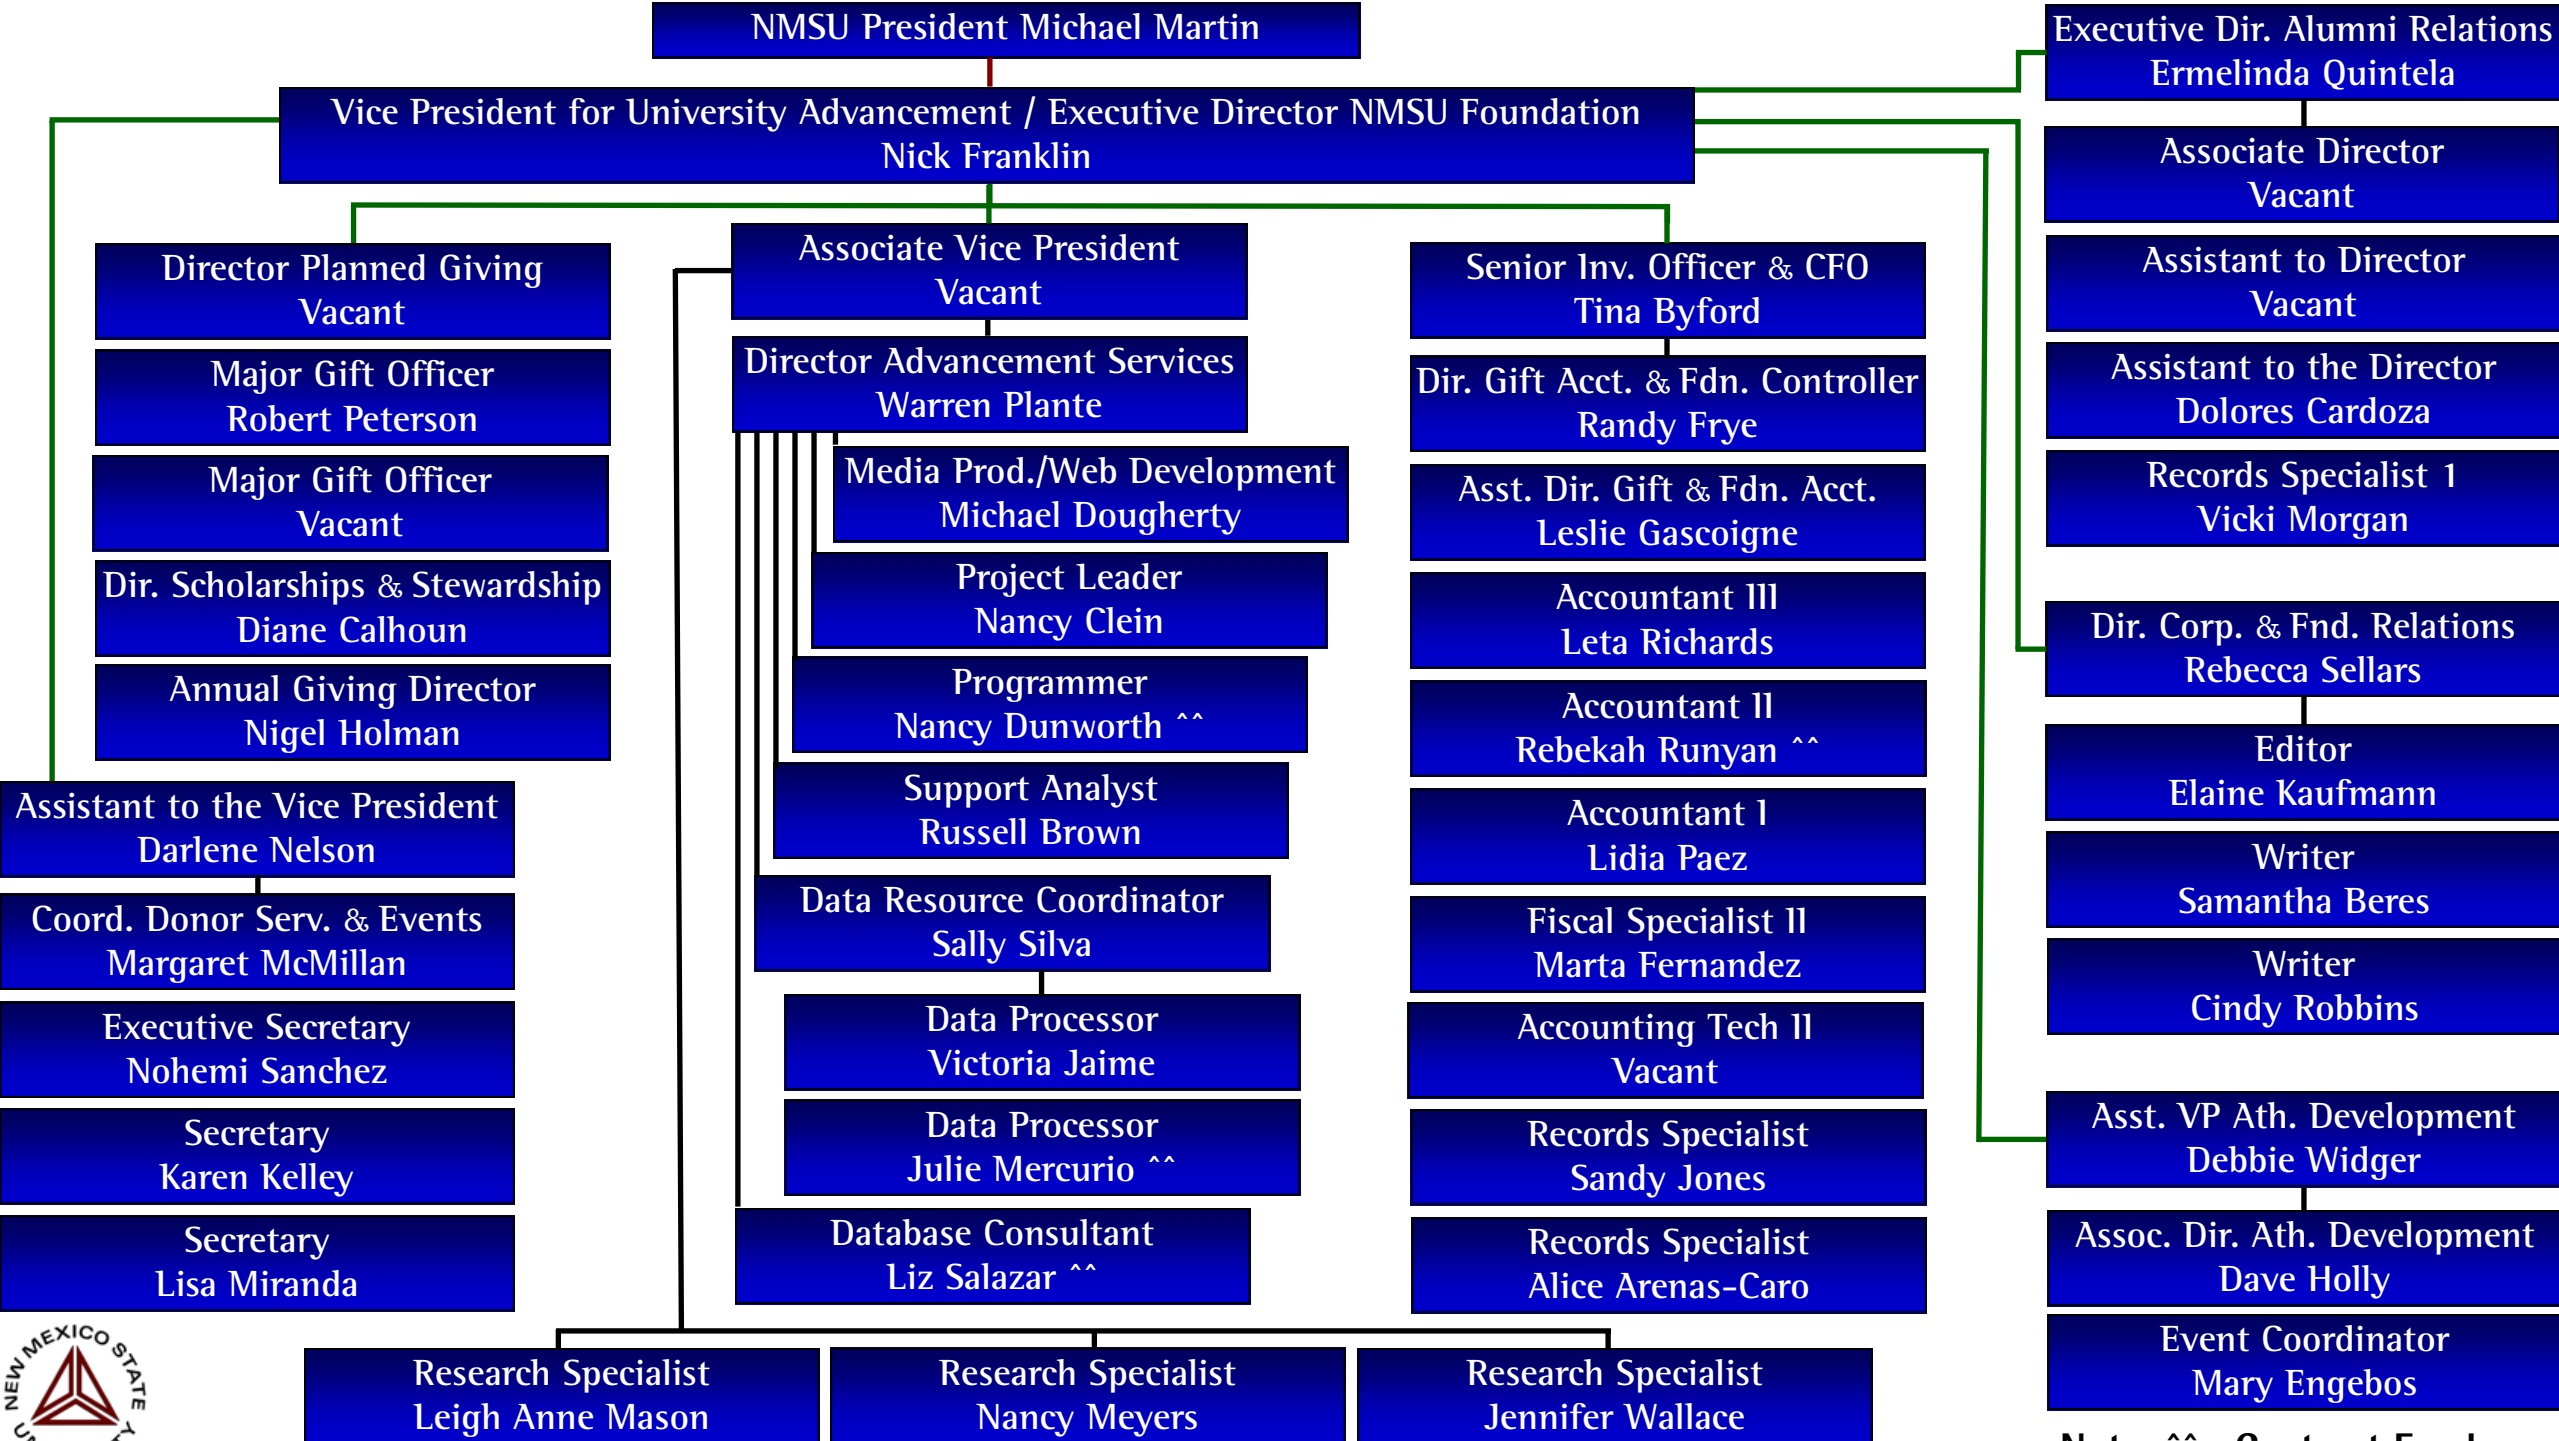 NMSU President Michael Martin
Vice President for University Advancement / Executive Director NMSU Foundation
Nick Franklin
Director Planned Giving
Vacant
Major Gift Officer
Robert Peterson
Major Gift Officer
Vacant
Dir. Scholarships & Stewardship
Diane Calhoun
Annual Giving Director
Nigel Holman
Assistant to the Vice President
Darlene Nelson
Coord. Donor Serv. & Events
Margaret McMillan
Executive Secretary
Nohemi Sanchez
Secretary
Karen Kelley
Secretary
Lisa Miranda
Associate Vice President
Vacant
Director Advancement Services
Warren Plante
Media Prod./Web Development
Michael Dougherty
Project Leader
Nancy Clein
Programmer
Nancy Dunworth ^^
Support Analyst
Russell Brown
Data Resource Coordinator
Sally Silva
Data Processor
Victoria Jaime
Data Processor
Julie Mercurio ^^
Database Consultant
Liz Salazar ^^
Research Specialist
Leigh Anne Mason
Research Specialist
Nancy Meyers
Research Specialist
Jennifer Wallace
Senior Inv. Officer & CFO
Tina Byford
Dir. Gift Acct. & Fdn. Controller
Randy Frye
Asst. Dir. Gift & Fdn. Acct.
Leslie Gascoigne
Accountant III
Leta Richards
Accountant II
Rebekah Runyan ^^
Accountant I
Lidia Paez
Fiscal Specialist II
Marta Fernandez
Accounting Tech II
Vacant
Records Specialist
Sandy Jones
Records Specialist
Alice Arenas-Caro
Executive Dir. Alumni Relations
Ermelinda Quintela
Associate Director
Vacant
Assistant to Director
Vacant
Assistant to the Director
Dolores Cardoza
Records Specialist 1
Vicki Morgan
Dir. Corp. & Fnd. Relations
Rebecca Sellars
Editor
Elaine Kaufmann
Writer
Samantha Beres
Writer
Cindy Robbins
Asst. VP Ath. Development
Debbie Widger
Assoc. Dir. Ath. Development
Dave Holly
Event Coordinator
Mary Engebos
NEW MEXICO STATE